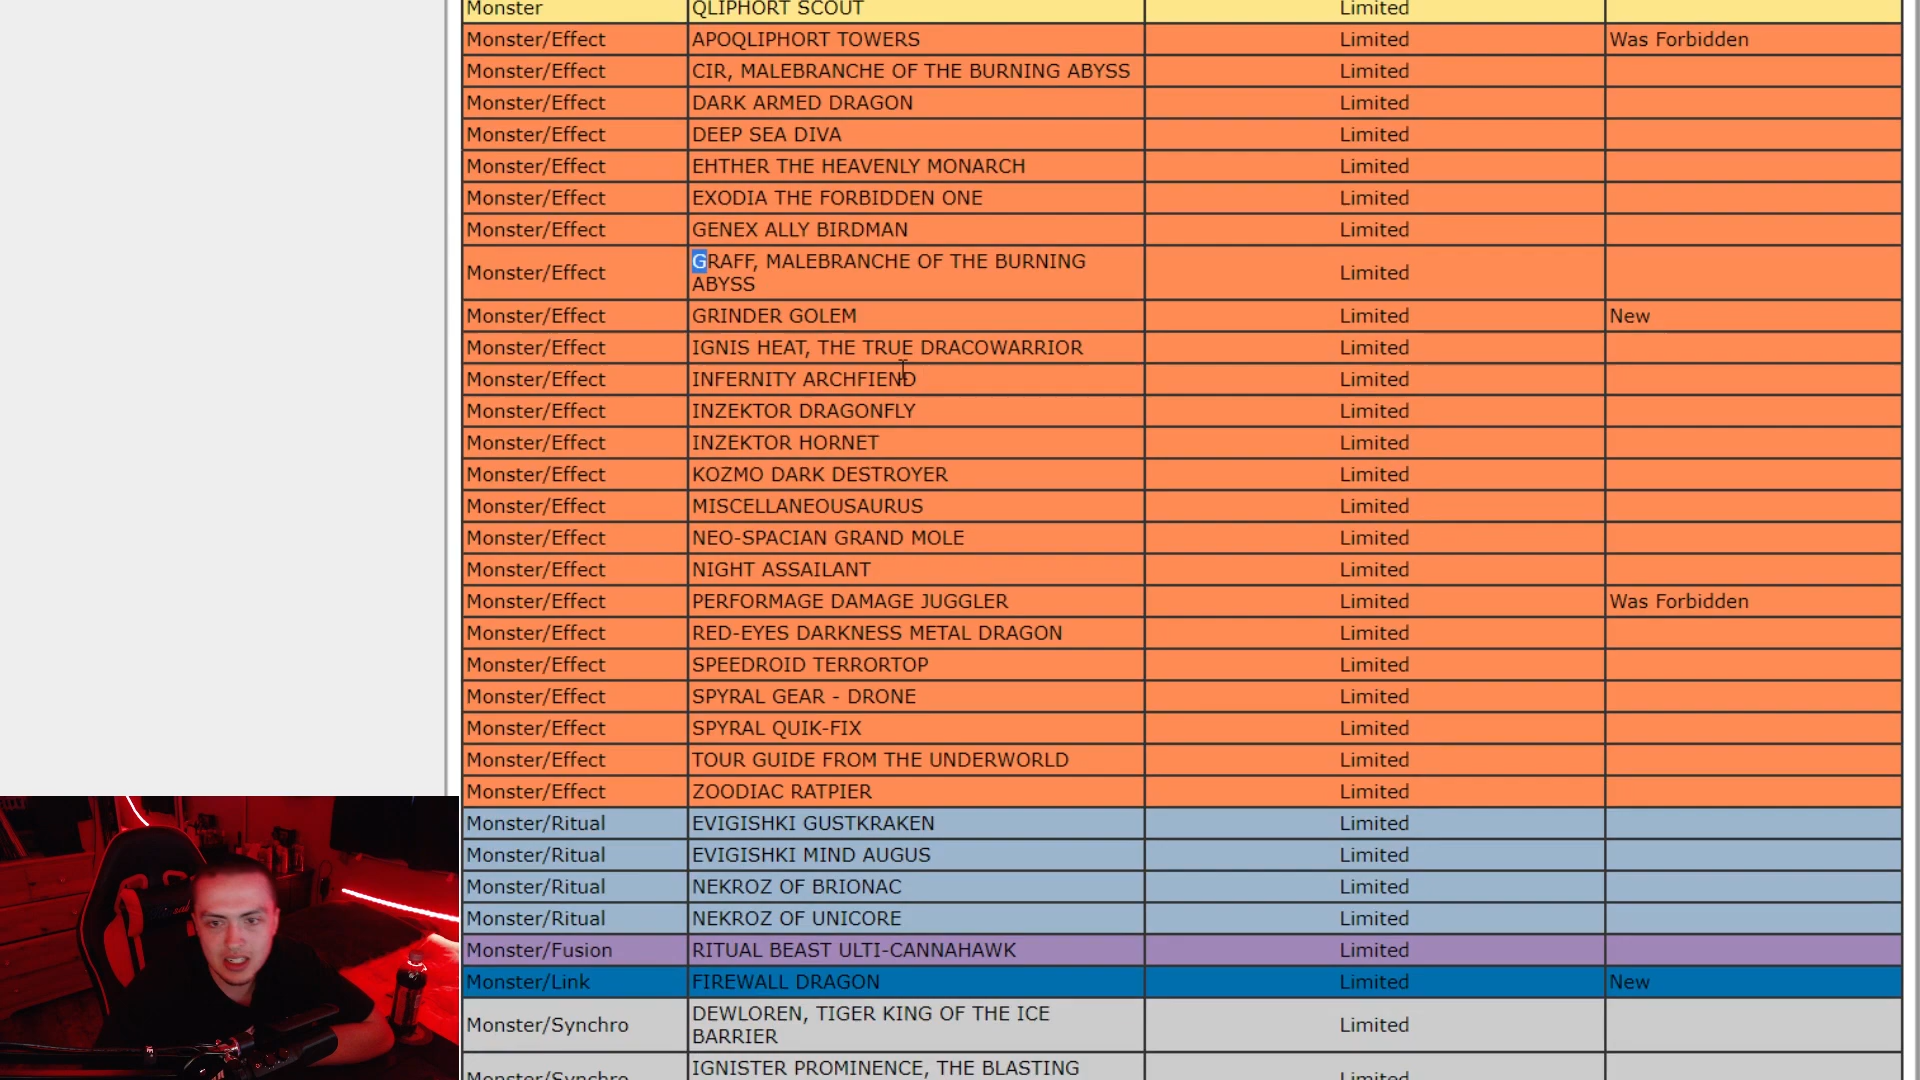 Monster QLIPHORT SCOUT Limited
Monster/Effect APOQLIPHORT TOWERS Limited Was Forbidden
Monster/Effect CIR, MALEBRANCHE OF THE BURNING ABYSS Limited
Monster/Effect DARK ARMED DRAGON Limited
Monster/Effect DEEP SEA DIVA Limited
Monster/Effect EHTHER THE HEAVENLY MONARCH Limited
Monster/Effect EXODIA THE FORBIDDEN ONE Limited
Monster/Effect GENEX ALLY BIRDMAN Limited
Monster/Effect GRAFF, MALEBRANCHE OF THE BURNING
ABYSS Limited
Monster/Effect GRINDER GOLEM Limited New
Monster/Effect IGNIS HEAT, THE TRUE DRACOWARRIOR Limited
Monster/Effect INFERNITY ARCHFIEND Limited
Monster/Effect INZEKTOR DRAGONFLY Limited
Monster/Effect INZEKTOR HORNET Limited
Monster/Effect KOZMO DARK DESTROYER Limited
Monster/Effect MISCELLANEOUSAURUS Limited
Monster/Effect NEO-SPACIAN GRAND MOLE Limited
Monster/Effect NIGHT ASSAILANT Limited
Monster/Effect PERFORMAGE DAMAGE JUGGLER Limited Was Forbidden
Monster/Effect RED-EYES DARKNESS METAL DRAGON Limited
Monster/Effect SPEEDROID TERRORTOP Limited
Monster/Effect SPYRAL GEAR - DRONE Limited
Monster/Effect SPYRAL QUIK-FIX Limited
Monster/Effect TOUR GUIDE FROM THE UNDERWORLD Limited
Monster/Effect ZOODIAC RATPIER Limited
Monster/Ritual EVIGISHKI GUSTKRAKEN Limited
Monster/Ritual EVIGISHKI MIND AUGUS Limited
Monster/Ritual NEKROZ OF BRIONAC Limited
Monster/Ritual NEKROZ OF UNICORE Limited
Monster/Fusion RITUAL BEAST ULTI-CANNAHAWK Limited
Monster/Link FIREWALL DRAGON Limited New
Monster/Synchro DEWLOREN, TIGER KING OF THE ICE
BARRIER Limited
Monster/Synchro IGNISTER PROMINENCE, THE BLASTING Limited